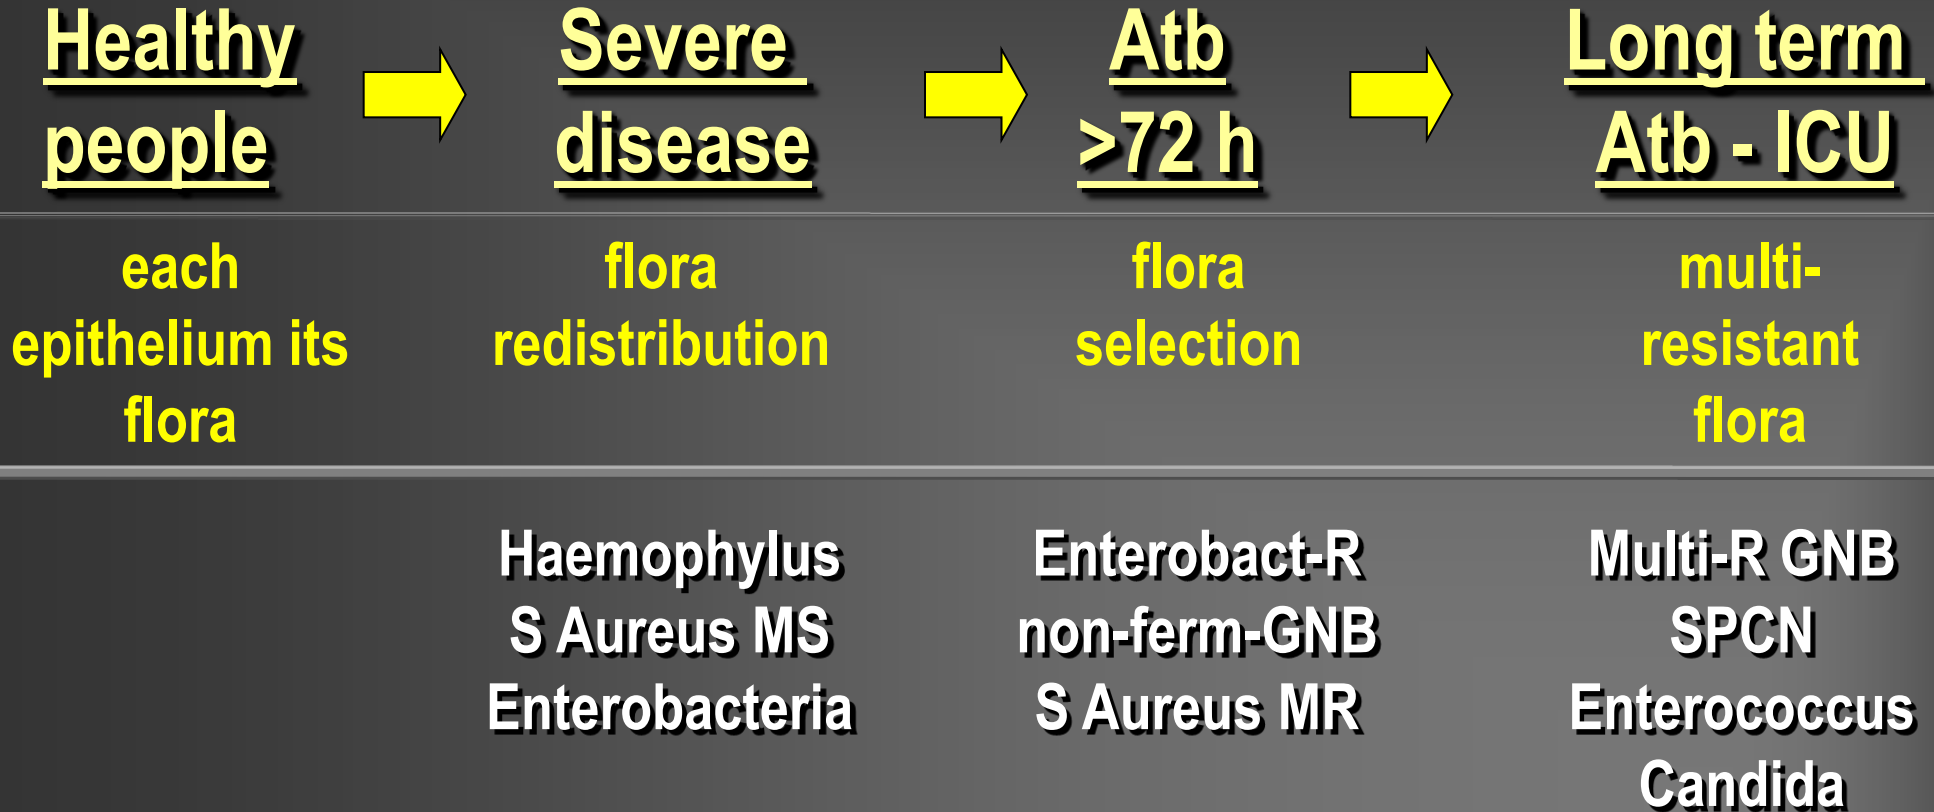 Healthy
people
Severe
disease
Atb
>72 h
Long term
Atb - ICU
each
epithelium its
flora
flora
redistribution
flora
selection
multi-
resistant
flora
Haemophylus
S Aureus MS
Enterobacteria
Enterobact-R
non-ferm-GNB
S Aureus MR
Multi-R GNB
SPCN
Enterococcus
Candida